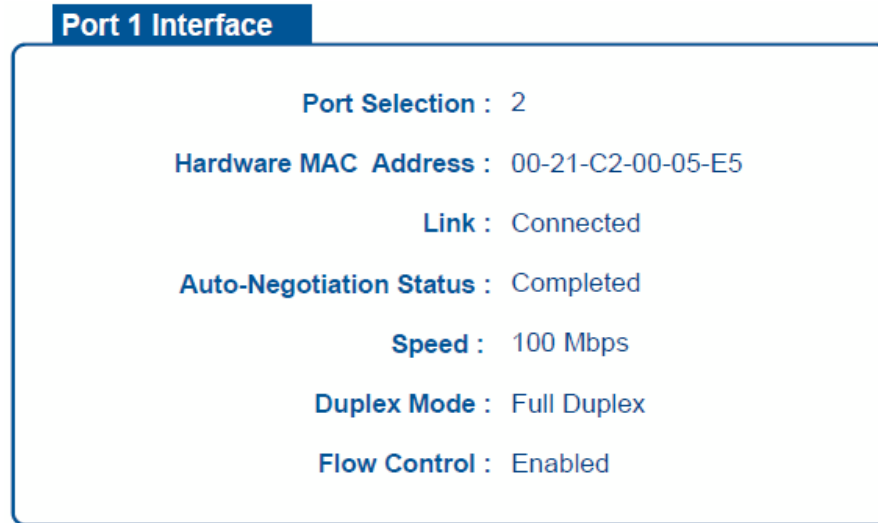 Port 1 Interface
Port Selection : 2
Hardware MAC Address : 00-21-C2-00-05-E5
Link : Connected
Auto-Negotiation Status : Completed
Speed : 100 Mbps
Duplex Mode : Full Duplex
Flow Control : Enabled